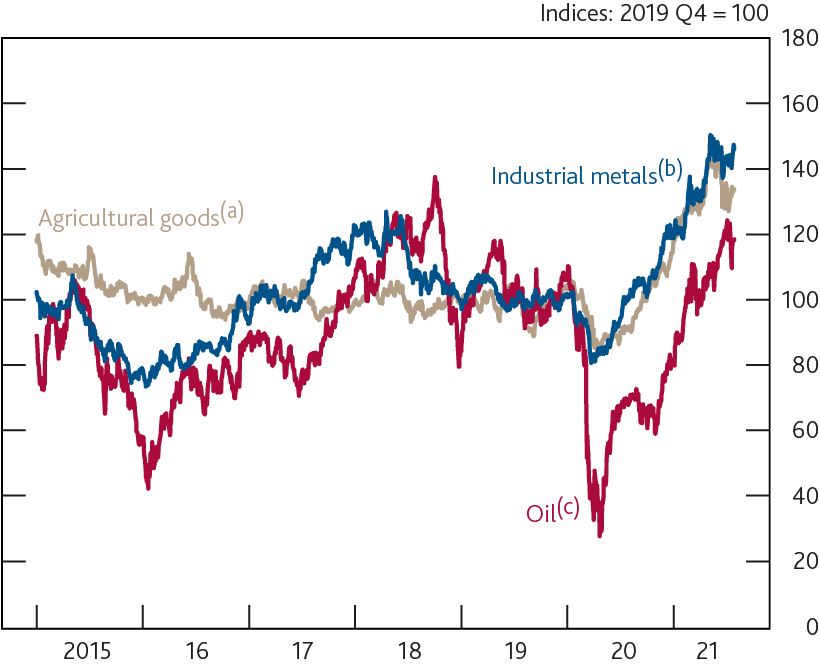 Indices: 2019 Q4 = 100
180
160
Industrial metals(b)
140
Agricultural goods(a)
120
100
80
60
Oil(c)
40
20
0
2015 16 17 18 19 20 21